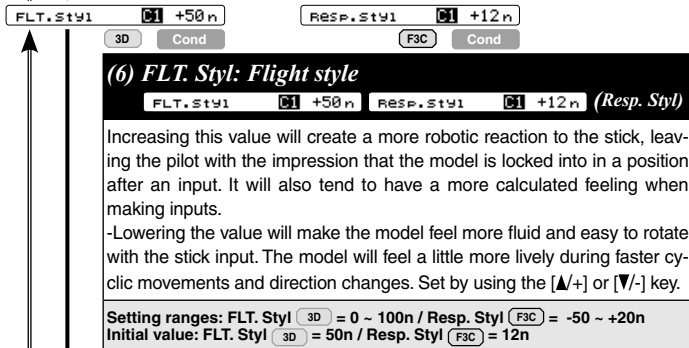 FLT.Styl C1 +50n Resp.Styl C1 +12n
3D Cond F3C Cond
(6) FLT. Styl: Flight style
FLT.Styl C1 +50n Resp.Styl C1 +12n (Resp. Styl)
Increasing this value will create a more robotic reaction to the stick, leav-
ing the pilot with the impression that the model is locked into in a position
after an input. It will also tend to have a more calculated feeling when
making inputs.
-Lowering the value will make the model feel more fluid and easy to rotate
with the stick input. The model will feel a little more lively during faster cy-
clic movements and direction changes. Set by using the [▲/+] or [▼/-] key.
Setting ranges: FLT. Styl 3D = 0 ~ 100n / Resp. Styl F3C = -50 ~ +20n
Initial value: FLT. Styl 3D = 50n / Resp. Styl F3C = 12n